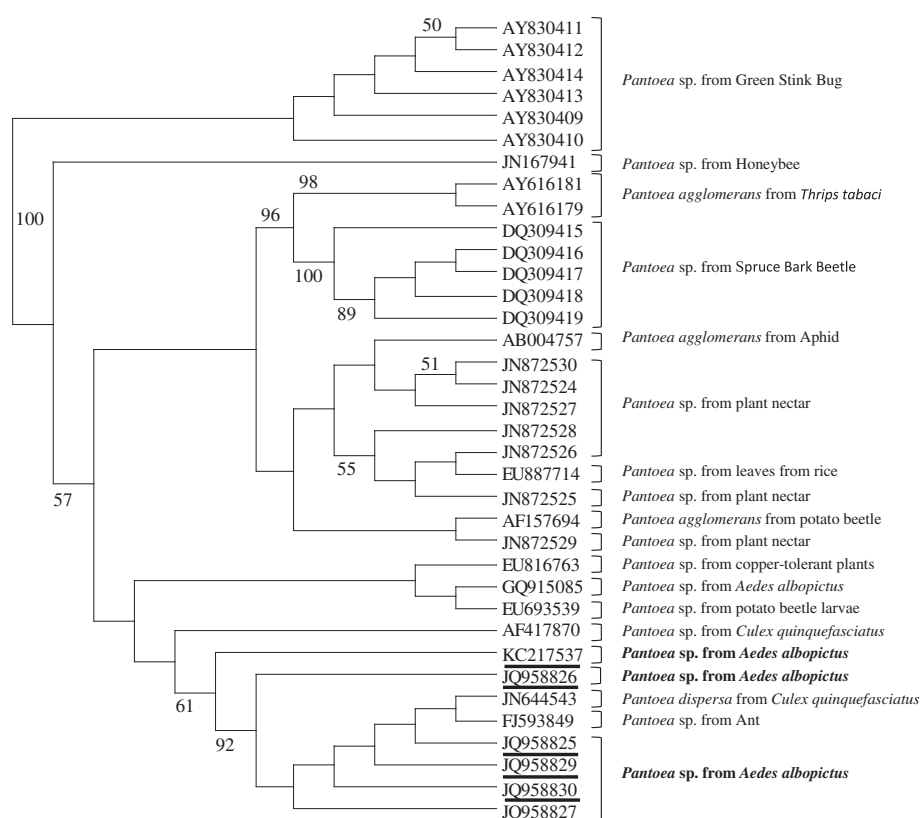 50
AY830411
AY830412
AY830414
AY830413
AY830409
AY830410
Pantoea sp. from Green Stink Bug
JN167941
Pantoea sp. from Honeybee
100
98
96
AY616181
AY616179
Pantoea agglomerans from Thrips tabaci
100
89
DQ309415
DQ309416
DQ309417
DQ309418
DQ309419
Pantoea sp. from Spruce Bark Beetle
AB004757
Pantoea agglomerans from Aphid
51
JN872530
JN872524
JN872527
JN872528
JN872526
Pantoea sp. from plant nectar
55
EU887714
Pantoea sp. from leaves from rice
JN872525
Pantoea sp. from plant nectar
57
AF157694
Pantoea agglomerans from potato beetle
JN872529
Pantoea sp. from plant nectar
EU816763
Pantoea sp. from copper-tolerant plants
GQ915085
Pantoea sp. from Aedes albopictus
EU693539
Pantoea sp. from potato beetle larvae
AF417870
Pantoea sp. from Culex quinquefasciatus
KC217537
Pantoea sp. from Aedes albopictus
61
JQ958826
Pantoea sp. from Aedes albopictus
92
JN644543
Pantoea dispersa from Culex quinquefasciatus
FJ593849
Pantoea sp. from Ant
JQ958825
JQ958829
JQ958830
JQ958827
Pantoea sp. from Aedes albopictus